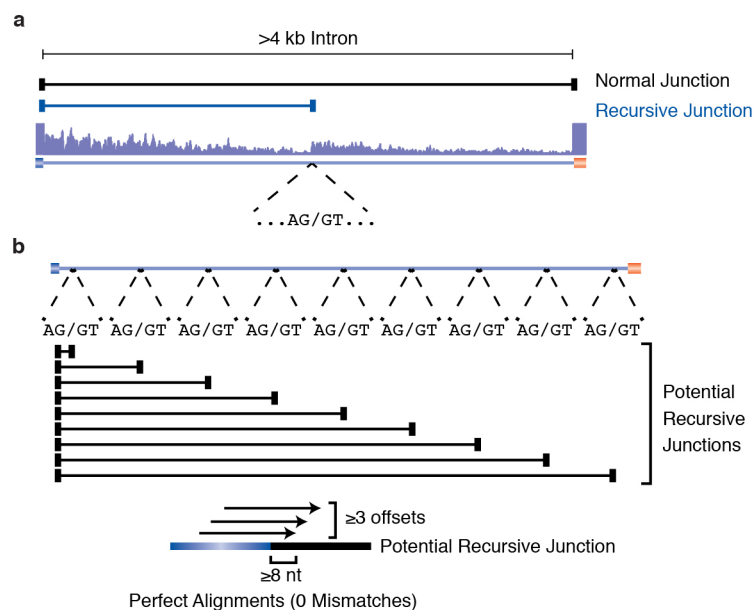 a
>4 kb Intron
Normal Junction
Recursive Junction
...AG/GT...
b
AG/GT AG/GT AG/GT AG/GT AG/GT AG/GT AG/GT AG/GT AG/GT
Potential
Recursive
Junctions
≥3 offsets
Potential Recursive Junction
≥8 nt
Perfect Alignments (0 Mismatches)